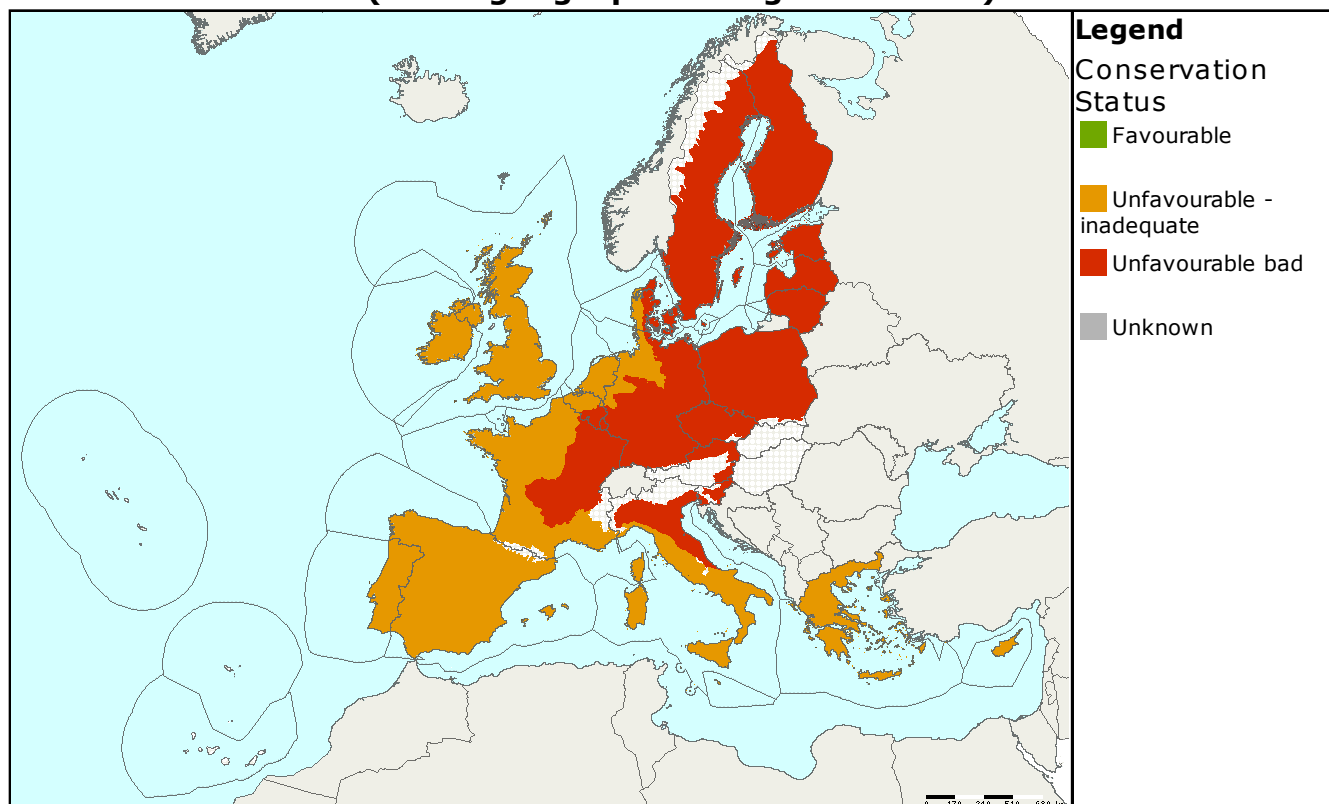 Legend
Conservation
Status
Favourable
Unfavourable -
inadequate
Unfavourable bad
Unknown